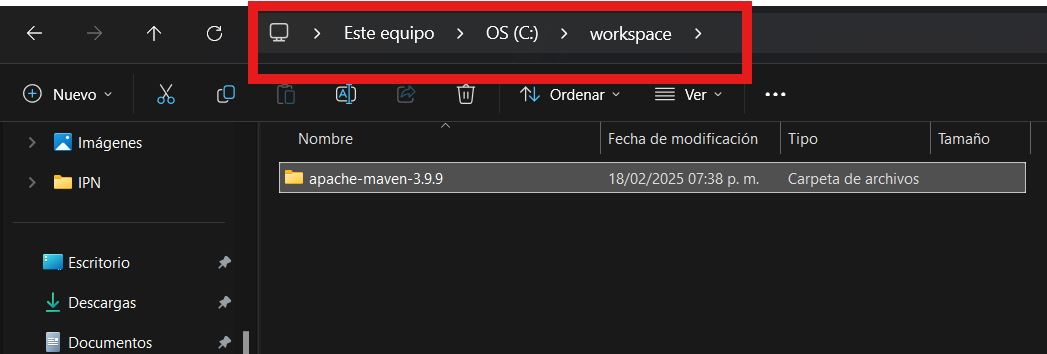 Este equipo > OS (C:) > workspace >
Nuevo Ordenar Ver
Nombre Fecha de modificación Tipo Tamaño
Imágenes
apache-maven-3.9.9 18/02/2025 07:38 p. m. Carpeta de archivos
IPN
Escritorio
Descargas
Documentos